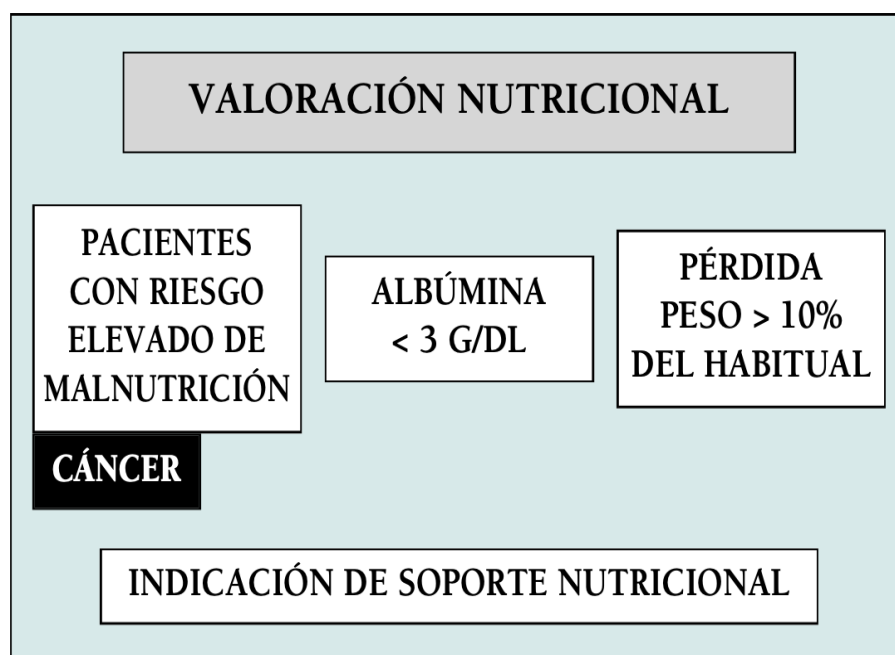 VALORACIÓN NUTRICIONAL
PACIENTES
CON RIESGO
ELEVADO DE
MALNUTRICIÓN
CÁNCER
ALBÚMINA
< 3 G/DL
PÉRDIDA
PESO > 10%
DEL HABITUAL
INDICACIÓN DE SOPORTE NUTRICIONAL